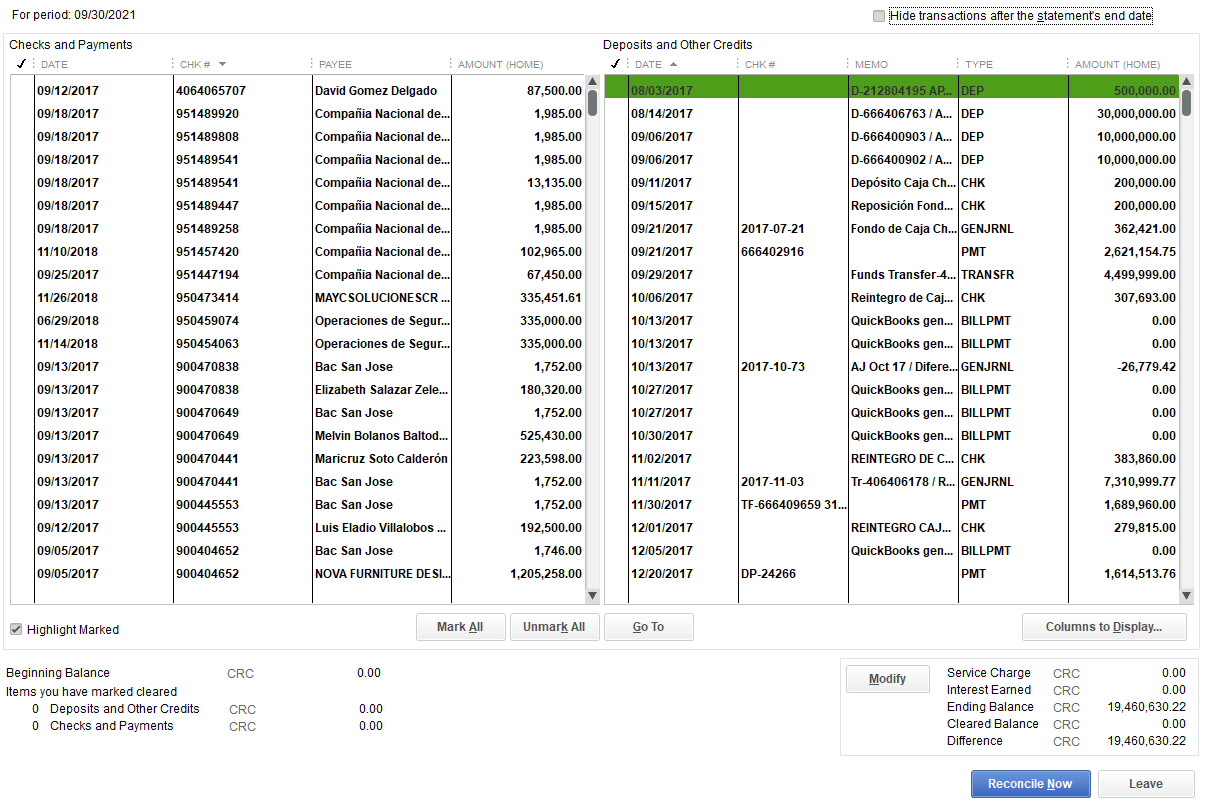 For period: 09/30/2021
Hide transactions after the statement's end date
Checks and Payments
✓ DATE CHK # PAYEE AMOUNT (HOME)
09/12/2017 4064065707 David Gomez Delgado 87,500.00
09/18/2017 951489920 Compañia Nacional de... 1,985.00
09/18/2017 951489808 Compañia Nacional de... 1,985.00
09/18/2017 951489541 Compañia Nacional de... 1,985.00
09/18/2017 951489541 Compañia Nacional de... 13,135.00
09/18/2017 951489447 Compañia Nacional de... 1,985.00
09/18/2017 951489258 Compañia Nacional de... 1,985.00
11/10/2018 951457420 Compañia Nacional de... 102,965.00
09/25/2017 951447194 Compañia Nacional de... 67,450.00
11/26/2018 950473414 MAYCSOLUCIONESCR ... 335,451.61
06/29/2018 950459074 Operaciones de Segur... 335,000.00
11/14/2018 950454063 Operaciones de Segur... 335,000.00
09/13/2017 900470838 Bac San Jose 1,752.00
09/13/2017 900470838 Elizabeth Salazar Zele... 180,320.00
09/13/2017 900470649 Bac San Jose 1,752.00
09/13/2017 900470649 Melvin Bolanos Baltod... 525,430.00
09/13/2017 900470441 Maricruz Soto Calderón 223,598.00
09/13/2017 900470441 Bac San Jose 1,752.00
09/13/2017 900445553 Bac San Jose 1,752.00
09/12/2017 900445553 Luis Eladio Villalobos ... 192,500.00
09/05/2017 900404652 Bac San Jose 1,746.00
09/05/2017 900404652 NOVA FURNITURE DESI... 1,205,258.00
Deposits and Other Credits
✓ DATE CHK # MEMO TYPE AMOUNT (HOME)
08/03/2017 D-212804195 AP... DEP 500,000.00
08/14/2017 D-666406763 / A... DEP 30,000,000.00
09/06/2017 D-666400903 / A... DEP 10,000,000.00
09/06/2017 D-666400902 / A... DEP 10,000,000.00
09/11/2017 Depósito Caja Ch... CHK 200,000.00
09/15/2017 Reposición Fond... CHK 200,000.00
09/21/2017 2017-07-21 Fondo de Caja Ch... GENJRNL 362,421.00
09/21/2017 666402916 PMT 2,621,154.75
09/29/2017 Funds Transfer-4... TRANSFR 4,499,999.00
10/06/2017 Reintegro de Caj... CHK 307,693.00
10/13/2017 QuickBooks gen... BILLPMT 0.00
10/13/2017 QuickBooks gen... BILLPMT 0.00
10/13/2017 2017-10-73 AJ Oct 17 / Difere... GENJRNL -26,779.42
10/27/2017 QuickBooks gen... BILLPMT 0.00
10/27/2017 QuickBooks gen... BILLPMT 0.00
10/30/2017 QuickBooks gen... BILLPMT 0.00
11/02/2017 REINTEGRO DE C... CHK 383,860.00
11/11/2017 2017-11-03 Tr-406406178 / R... GENJRNL 7,310,999.77
11/30/2017 TF-666409659 31... PMT 1,689,960.00
12/01/2017 REINTEGRO CAJ... CHK 279,815.00
12/05/2017 QuickBooks gen... BILLPMT 0.00
12/20/2017 DP-24266 PMT 1,614,513.76
Highlight Marked
Mark All Unmark All Go To Columns to Display...
Beginning Balance CRC 0.00
Items you have marked cleared
0 Deposits and Other Credits CRC 0.00
0 Checks and Payments CRC 0.00
Modify
Service Charge CRC 0.00
Interest Earned CRC 0.00
Ending Balance CRC 19,460,630.22
Cleared Balance CRC 0.00
Difference CRC 19,460,630.22
Reconcile Now Leave